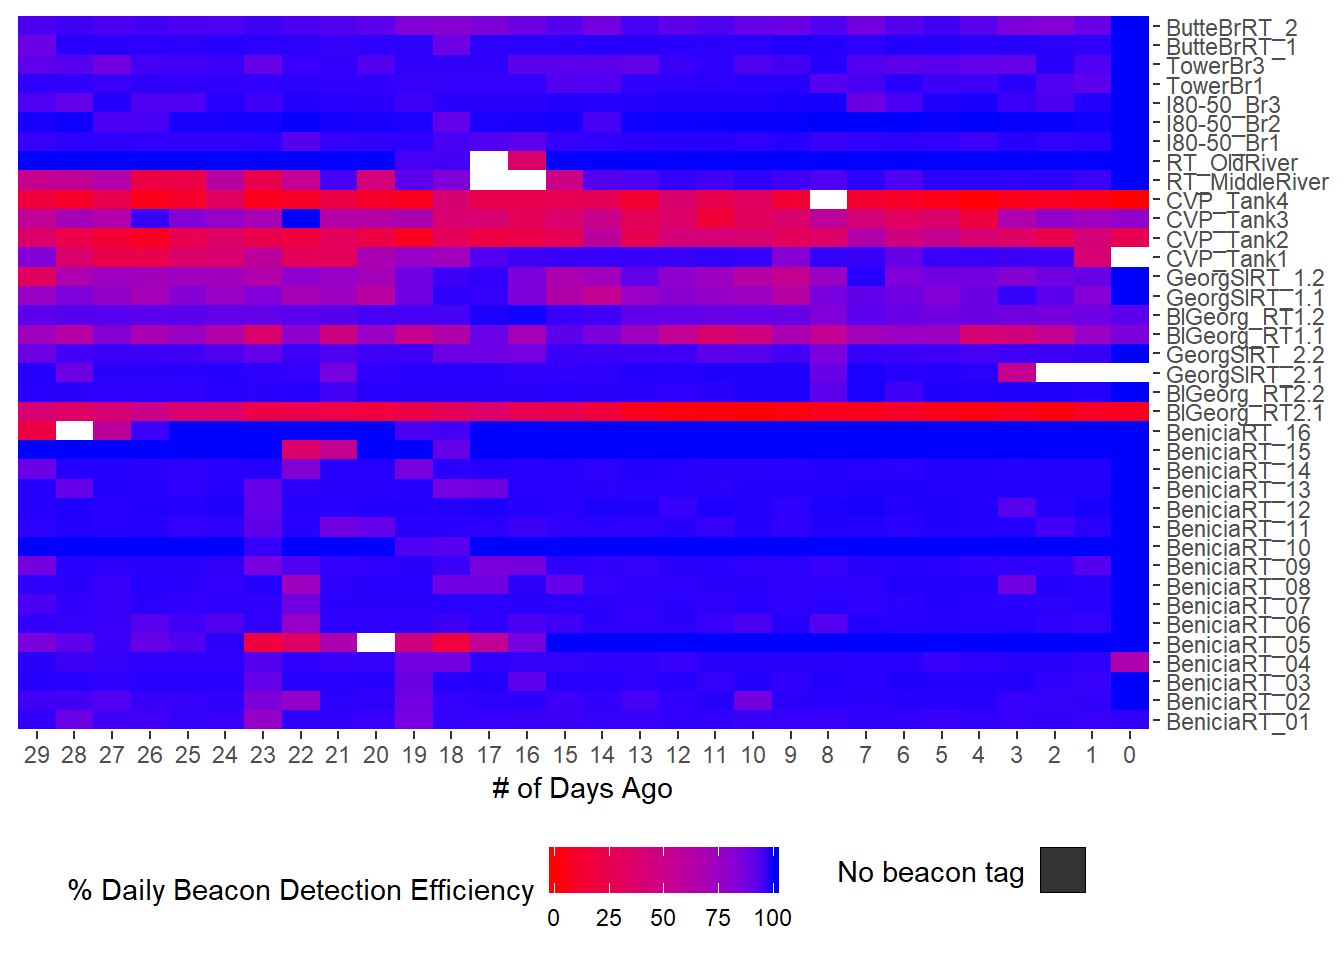 ButteBrRT_2
ButteBrRT_1
TowerBr3
TowerBr1
I80-50_Br3
I80-50_Br2
I80-50_Br1
RT_OldRiver
RT_MiddleRiver
CVP_Tank4
CVP_Tank3
CVP_Tank2
CVP_Tank1
GeorgSlRT_1.2
GeorgSlRT_1.1
BlGeorg_RT1.2
BlGeorg_RT1.1
GeorgSlRT_2.2
GeorgSlRT_2.1
BlGeorg_RT2.2
BlGeorg_RT2.1
BeniciaRT_16
BeniciaRT_15
BeniciaRT_14
BeniciaRT_13
BeniciaRT_12
BeniciaRT_11
BeniciaRT_10
BeniciaRT_09
BeniciaRT_08
BeniciaRT_07
BeniciaRT_06
BeniciaRT_05
BeniciaRT_04
BeniciaRT_03
BeniciaRT_02
BeniciaRT_01
29 28 27 26 25 24 23 22 21 20 19 18 17 16 15 14 13 12 11 10 9 8 7 6 5 4 3 2 1 0
# of Days Ago
% Daily Beacon Detection Efficiency
0 25 50 75 100
No beacon tag